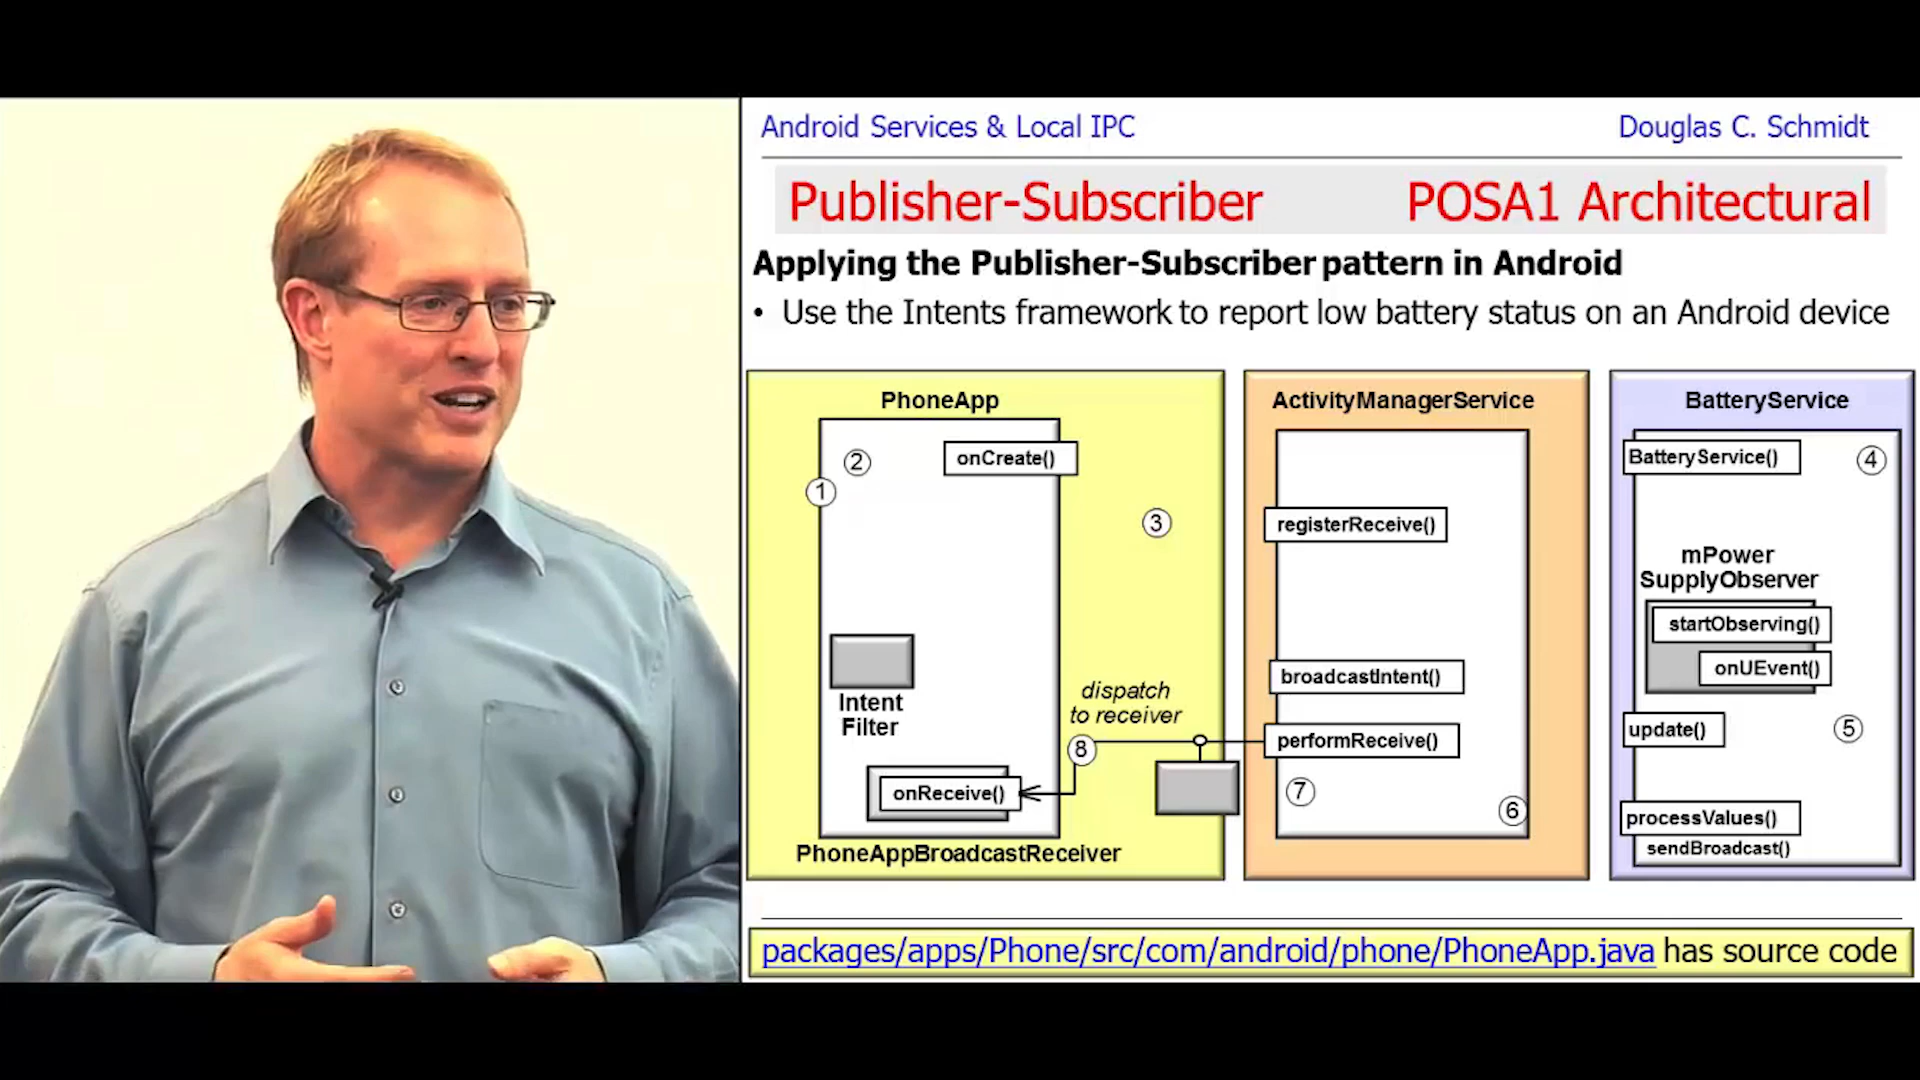 Android Services & Local IPC
Douglas C. Schmidt
Publisher-Subscriber
POSA1 Architectural
Applying the Publisher-Subscriber pattern in Android
• Use the Intents framework to report low battery status on an Android device
PhoneApp
2
onCreate()
1
3
Intent
Filter
dispatch
to receiver
8
onReceive()
PhoneAppBroadcastReceiver
ActivityManagerService
registerReceive()
broadcastIntent()
performReceive()
7
6
BatteryService
BatteryService()
4
mPower
SupplyObserver
startObserving()
onUEvent()
update()
5
processValues()
sendBroadcast()
packages/apps/Phone/src/com/android/phone/PhoneApp.java has source code